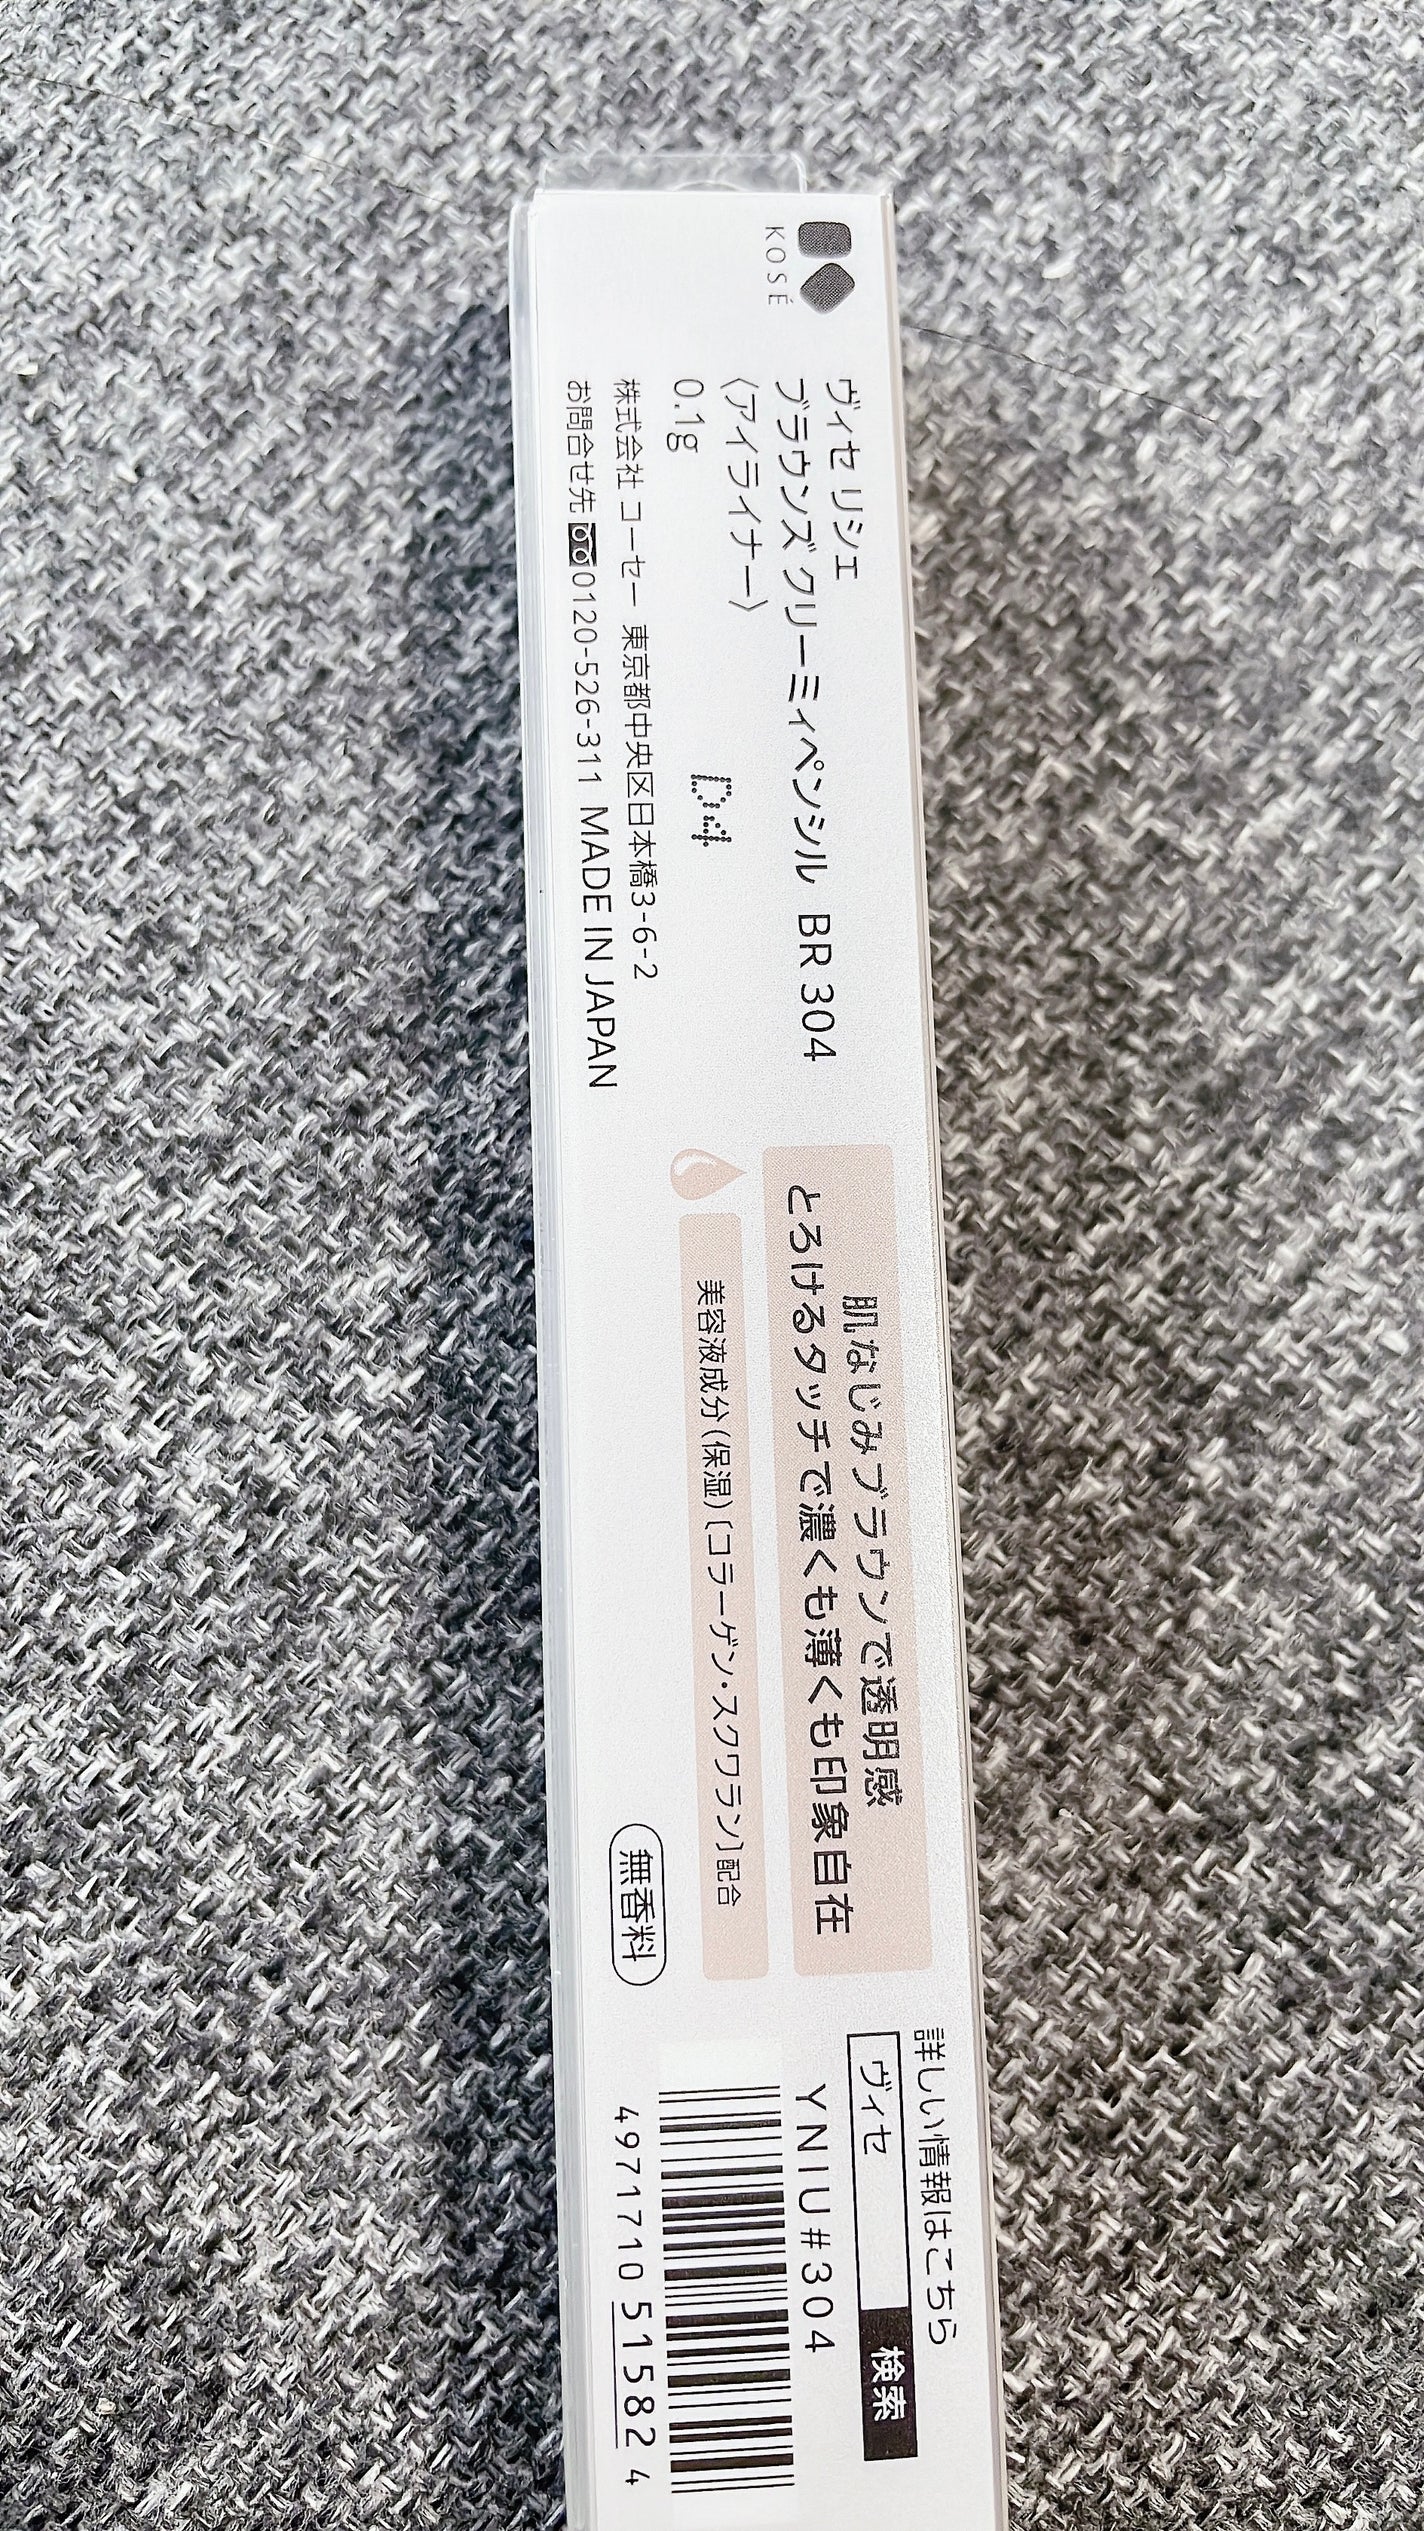 KOSÉ
ヴィセ リシェ
ブラウンズ クリーミィペンシル BR 304
〈アイライナー〉
0.1g
D4
株式会社 コーセー 東京都中央区日本橋3-6-2
お問合せ先 0120-526-311 MADE IN JAPAN
肌なじみブラウンで透明感
とろけるタッチで濃くも薄くも印象自在
美容液成分(保湿)〔コラーゲン・スクワラン〕配合
無香料
詳しい情報はこちら
ヴィセ 検索
YNIU#304
4971710 51582 4